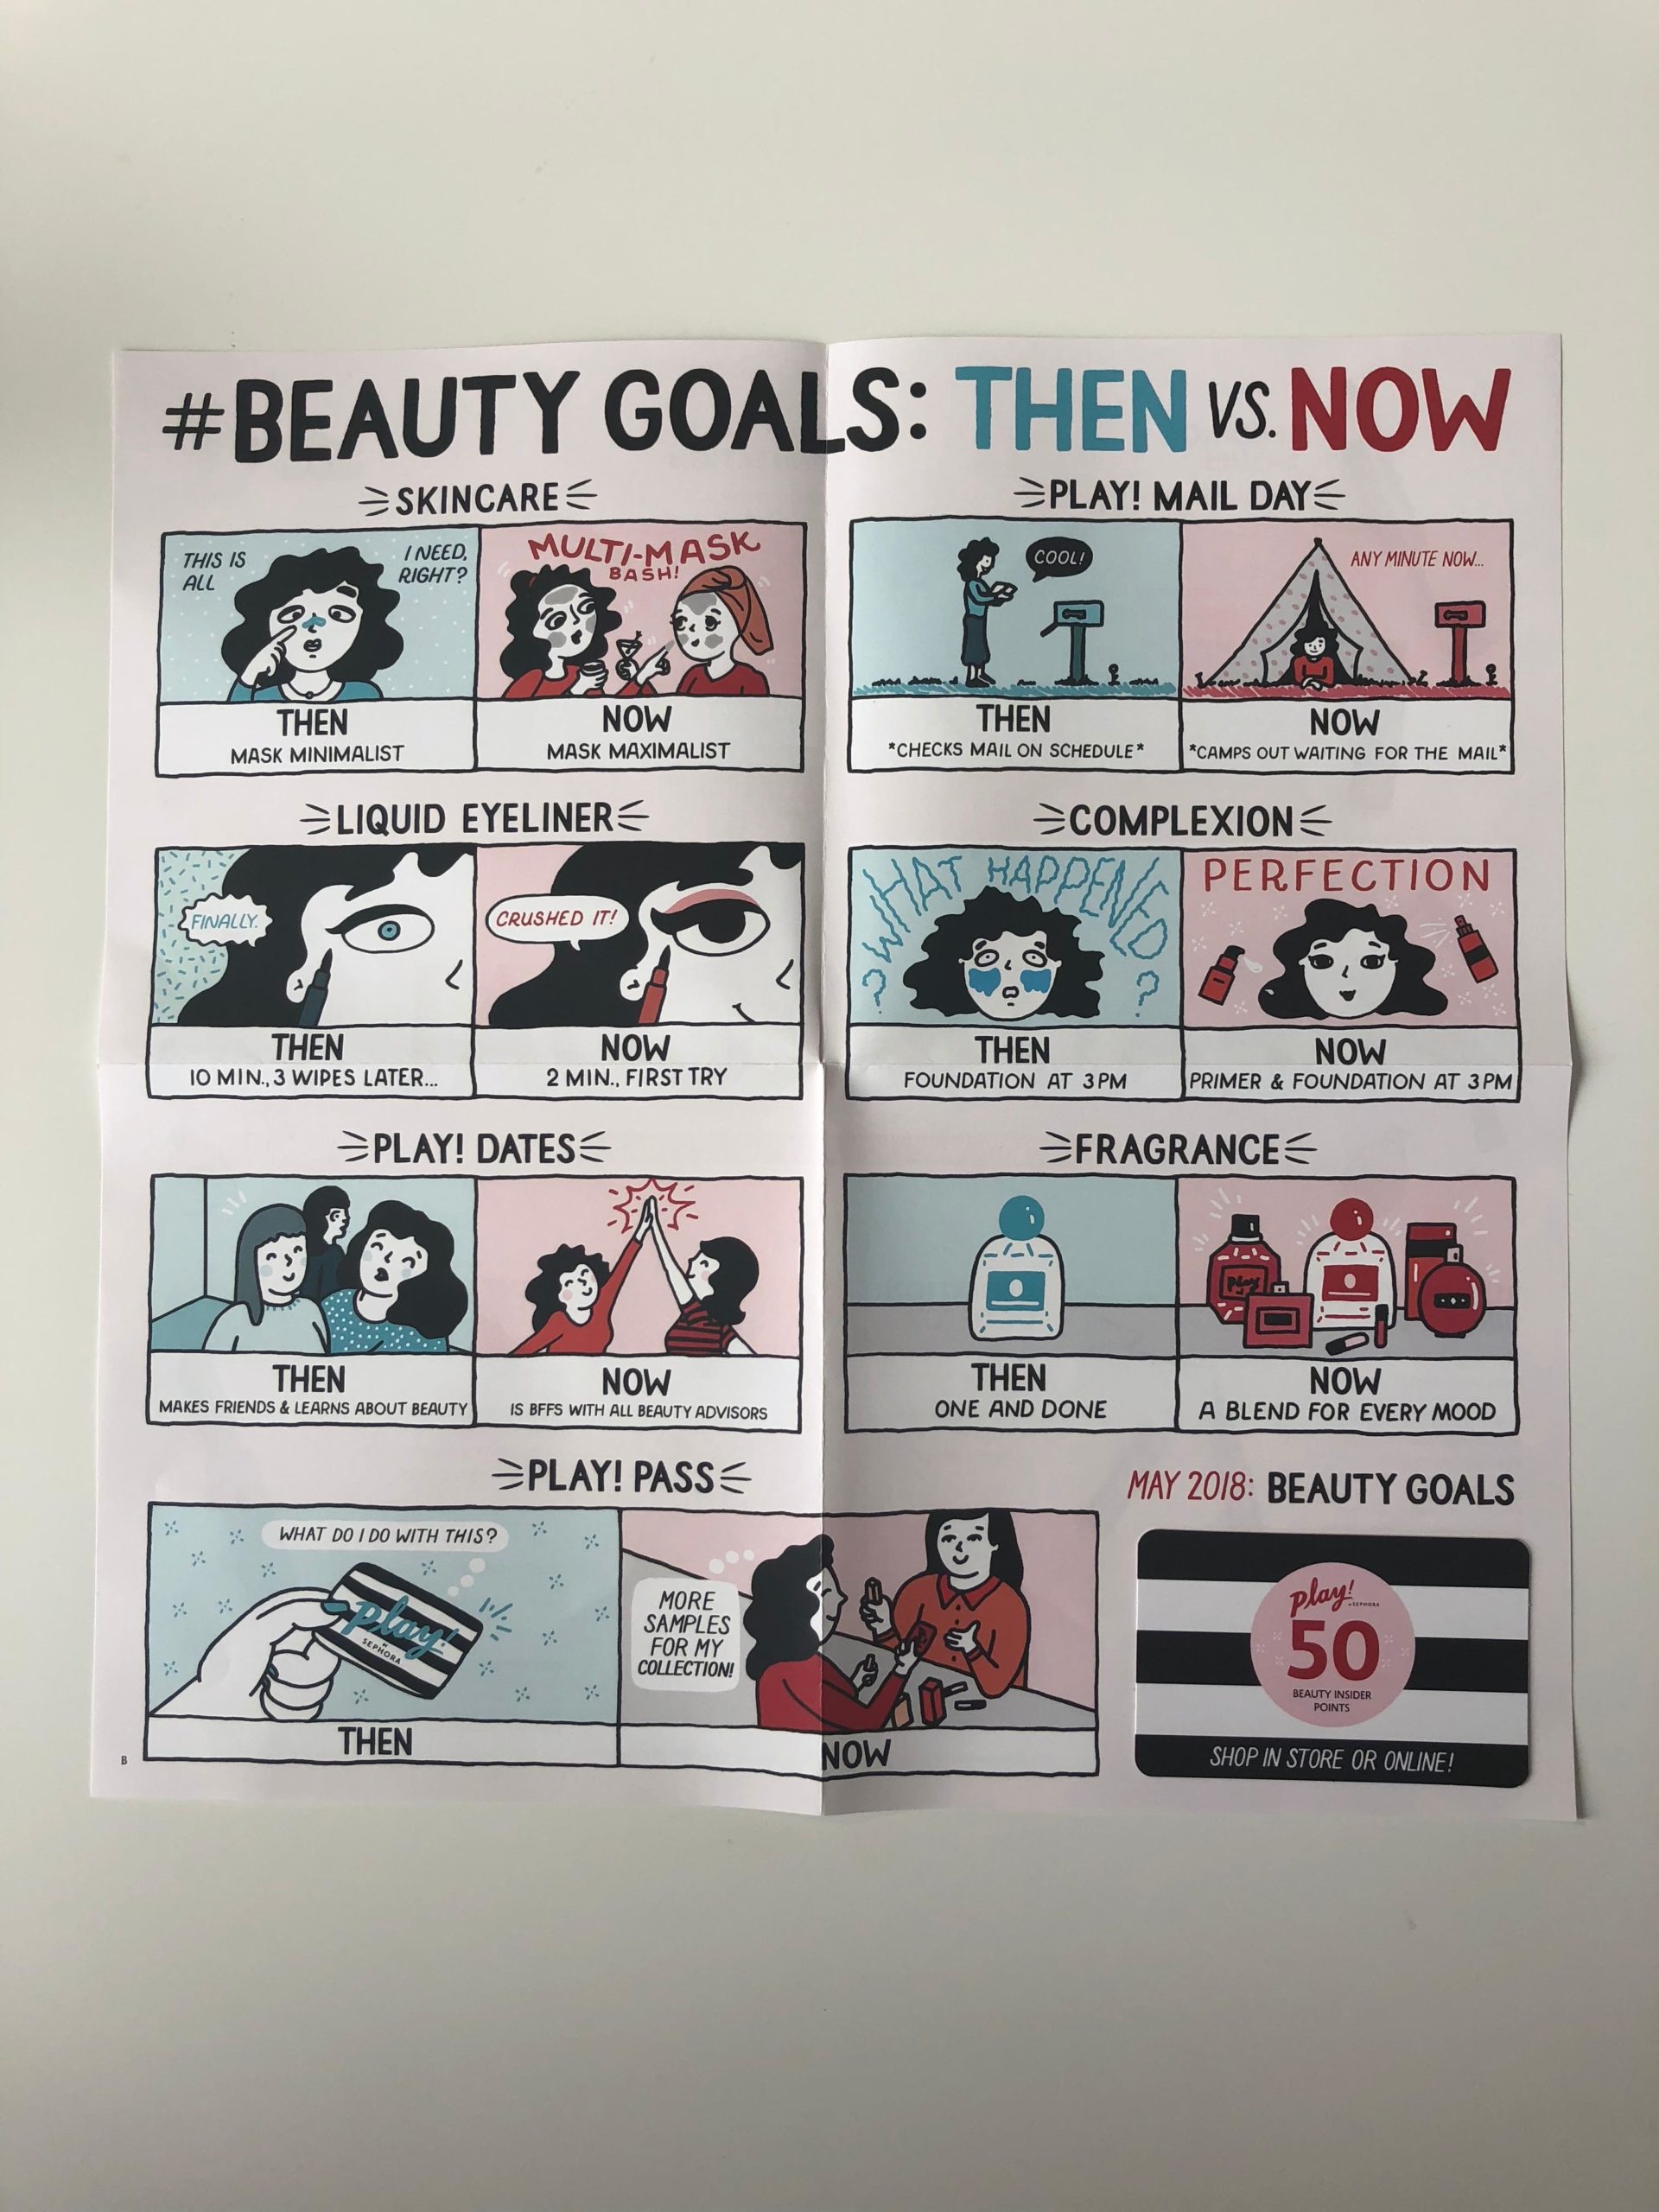 #BEAUTY GOALS: THEN VS. NOW
SKINCARE
THIS IS
ALL
I NEED,
RIGHT?
MULTI-MASK
BASH!
THEN
MASK MINIMALIST
NOW
MASK MAXIMALIST
PLAY! MAIL DAY
COOL!
ANY MINUTE NOW...
THEN
*CHECKS MAIL ON SCHEDULE*
NOW
*CAMPS OUT WAITING FOR THE MAIL*
LIQUID EYELINER
FINALLY.
CRUSHED IT!
THEN
10 MIN., 3 WIPES LATER...
NOW
2 MIN., FIRST TRY
COMPLEXION
? WHAT HAPPENED ?
PERFECTION
THEN
FOUNDATION AT 3PM
NOW
PRIMER & FOUNDATION AT 3PM
PLAY! DATES
THEN
MAKES FRIENDS & LEARNS ABOUT BEAUTY
NOW
IS BFFS WITH ALL BEAUTY ADVISORS
FRAGRANCE
Play
THEN
ONE AND DONE
NOW
A BLEND FOR EVERY MOOD
PLAY! PASS
WHAT DO I DO WITH THIS?
play!
BY
SEPHORA
MORE
SAMPLES
FOR MY
COLLECTION!
THEN
NOW
MAY 2018: BEAUTY GOALS
play!
BY SEPHORA
50
BEAUTY INSIDER
POINTS
SHOP IN STORE OR ONLINE!
B